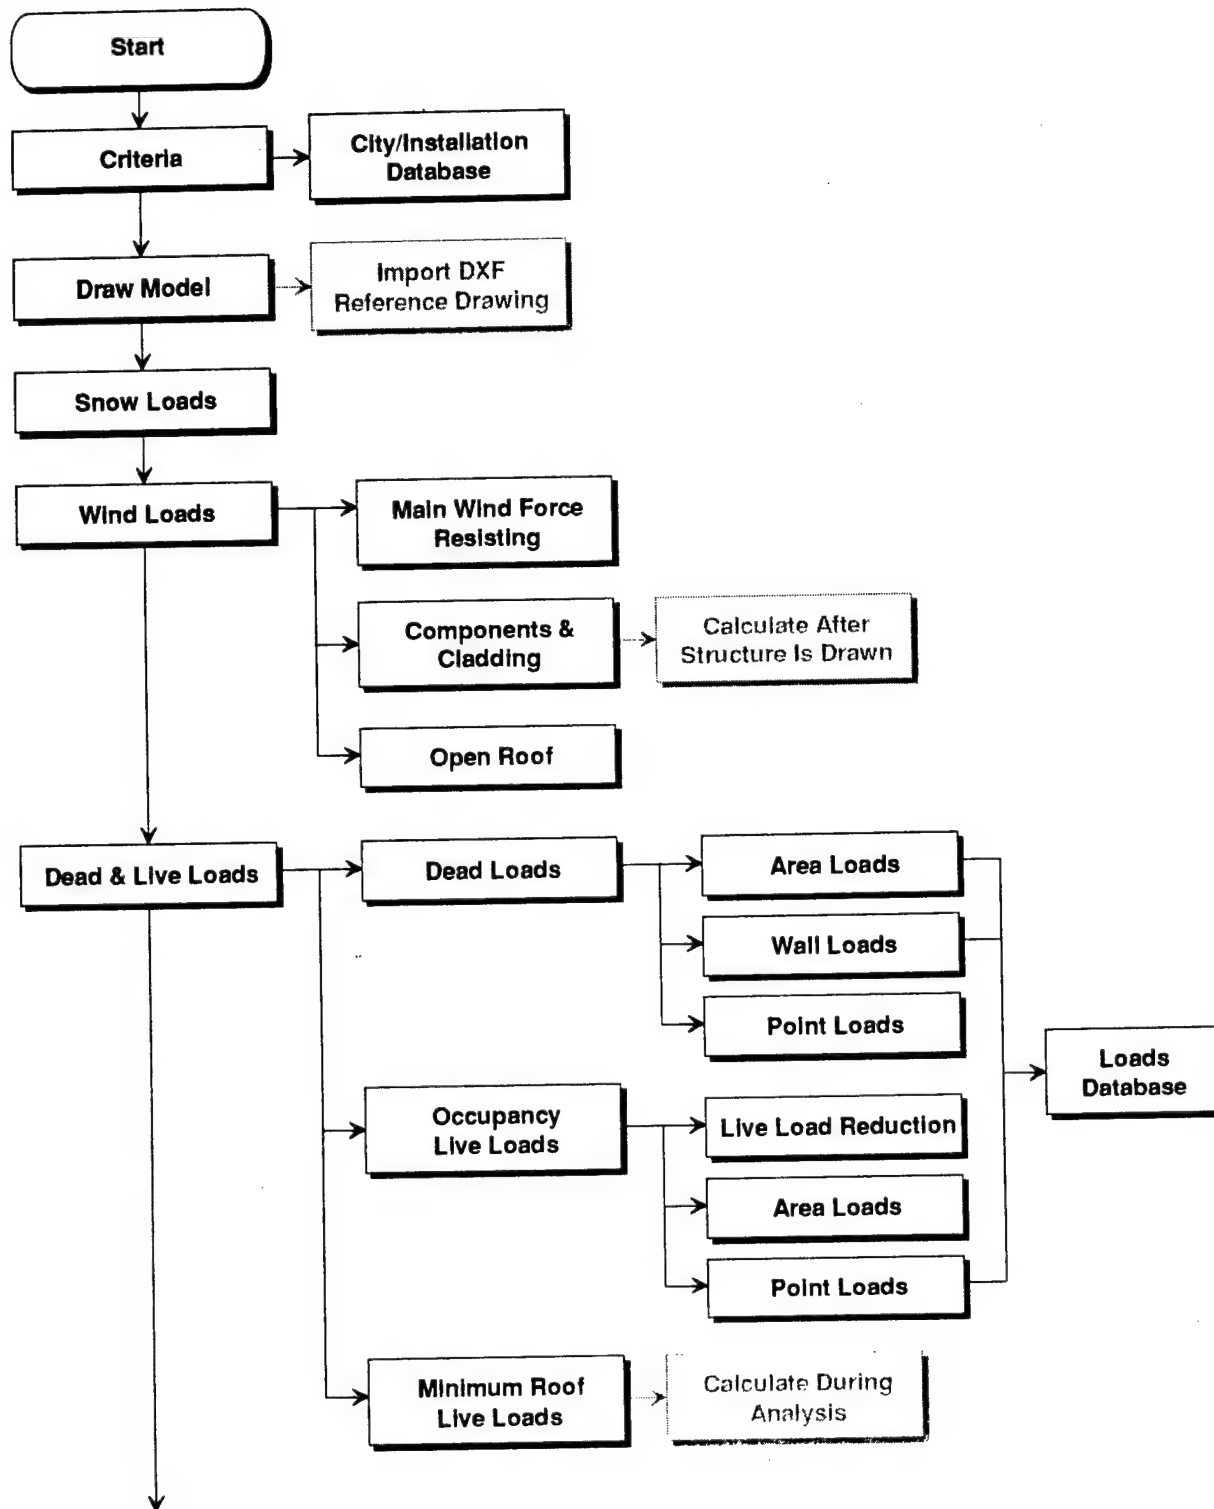 Start
Criteria
City/Installation
Database
Draw Model
Import DXF
Reference Drawing
Snow Loads
Wind Loads
Main Wind Force
Resisting
Components &
Cladding
Calculate After
Structure Is Drawn
Open Roof
Dead & Live Loads
Dead Loads
Area Loads
Wall Loads
Point Loads
Loads
Database
Occupancy
Live Loads
Live Load Reduction
Area Loads
Point Loads
Minimum Roof
Live Loads
Calculate During
Analysis